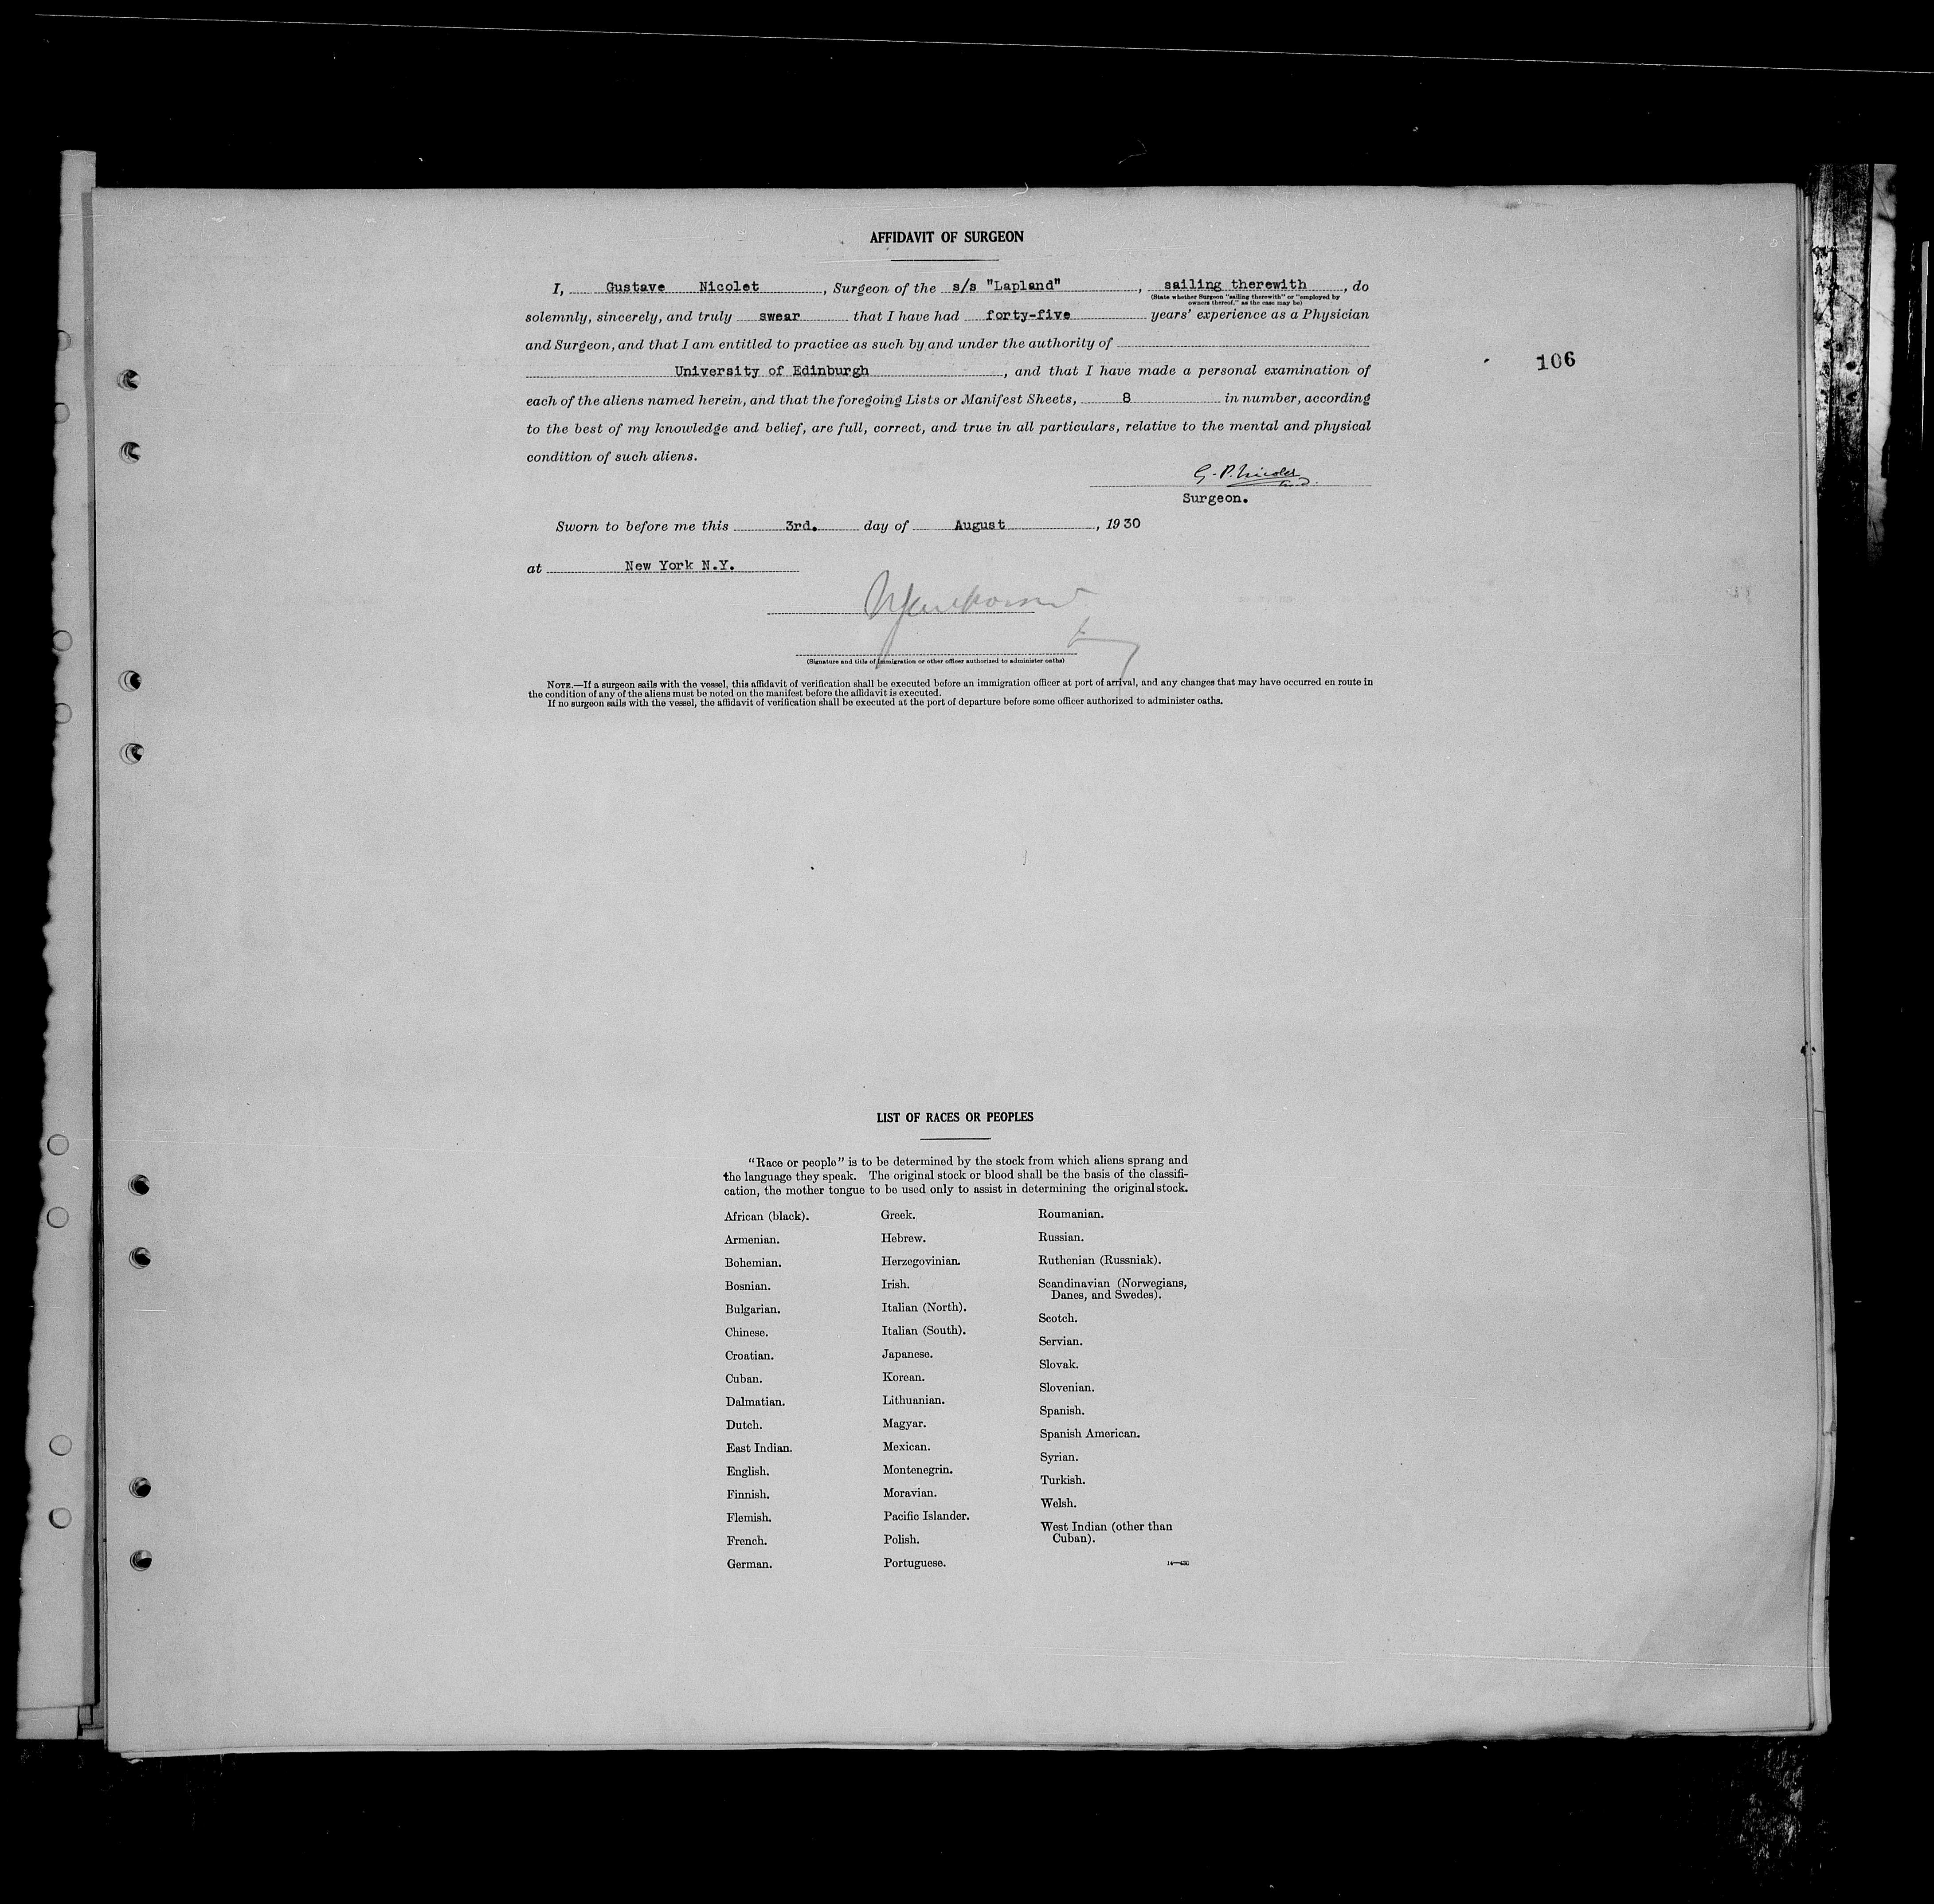 AFFIDAVIT OF SURGEON
I, Gustave Nicolet, Surgeon of the s/s "Lapland", sailing therewith, do
(State whether Surgeon "sailing therewith" or "employed by
owners thereof," as the case may be)
solemnly, sincerely, and truly swear that I have had forty-five years' experience as a Physician
and Surgeon, and that I am entitled to practice as such by and under the authority of
University of Edinburgh, and that I have made a personal examination of
106
each of the aliens named herein, and that the foregoing Lists or Manifest Sheets, 8 in number, according
to the best of my knowledge and belief, are full, correct, and true in all particulars, relative to the mental and physical
condition of such aliens.
G. P. Nicolet
Surgeon.
Sworn to before me this 3rd. day of August, 1930
at New York N.Y.
(Signature and title of immigration or other officer authorized to administer oaths)
NOTE.—If a surgeon sails with the vessel, this affidavit of verification shall be executed before an immigration officer at port of arrival, and any changes that may have occurred en route in
the condition of any of the aliens must be noted on the manifest before the affidavit is executed.
If no surgeon sails with the vessel, the affidavit of verification shall be executed at the port of departure before some officer authorized to administer oaths.
LIST OF RACES OR PEOPLES
"Race or people" is to be determined by the stock from which aliens sprang and
the language they speak. The original stock or blood shall be the basis of the classifi-
cation, the mother tongue to be used only to assist in determining the original stock.
African (black).
Armenian.
Bohemian.
Bosnian.
Bulgarian.
Chinese.
Croatian.
Cuban.
Dalmatian.
Dutch.
East Indian.
English.
Finnish.
Flemish.
French.
German.
Greek.
Hebrew.
Herzegovinian.
Irish.
Italian (North).
Italian (South).
Japanese.
Korean.
Lithuanian.
Magyar.
Mexican.
Montenegrin.
Moravian.
Pacific Islander.
Polish.
Portuguese.
Roumanian.
Russian.
Ruthenian (Russniak).
Scandinavian (Norwegians,
Danes, and Swedes).
Scotch.
Servian.
Slovak.
Slovenian.
Spanish.
Spanish American.
Syrian.
Turkish.
Welsh.
West Indian (other than
Cuban).